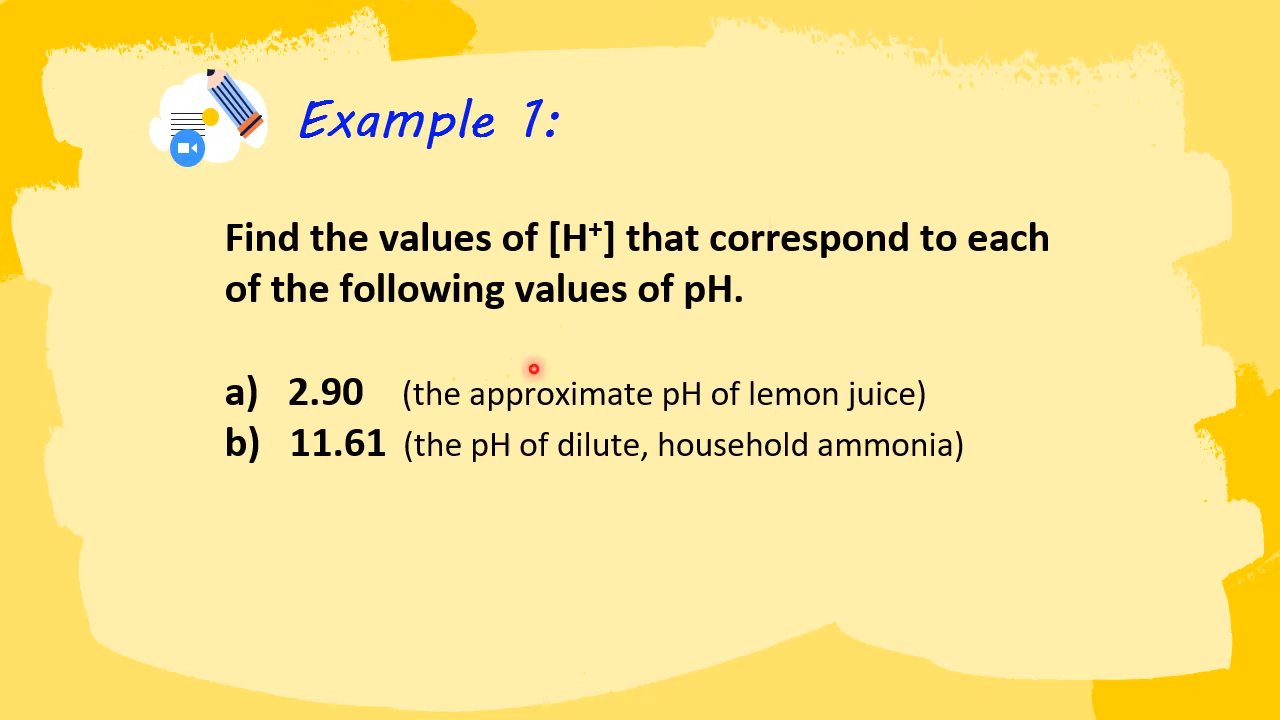 Example 1:
Find the values of [H⁺] that correspond to each
of the following values of pH.
a) 2.90 (the approximate pH of lemon juice)
b) 11.61 (the pH of dilute, household ammonia)